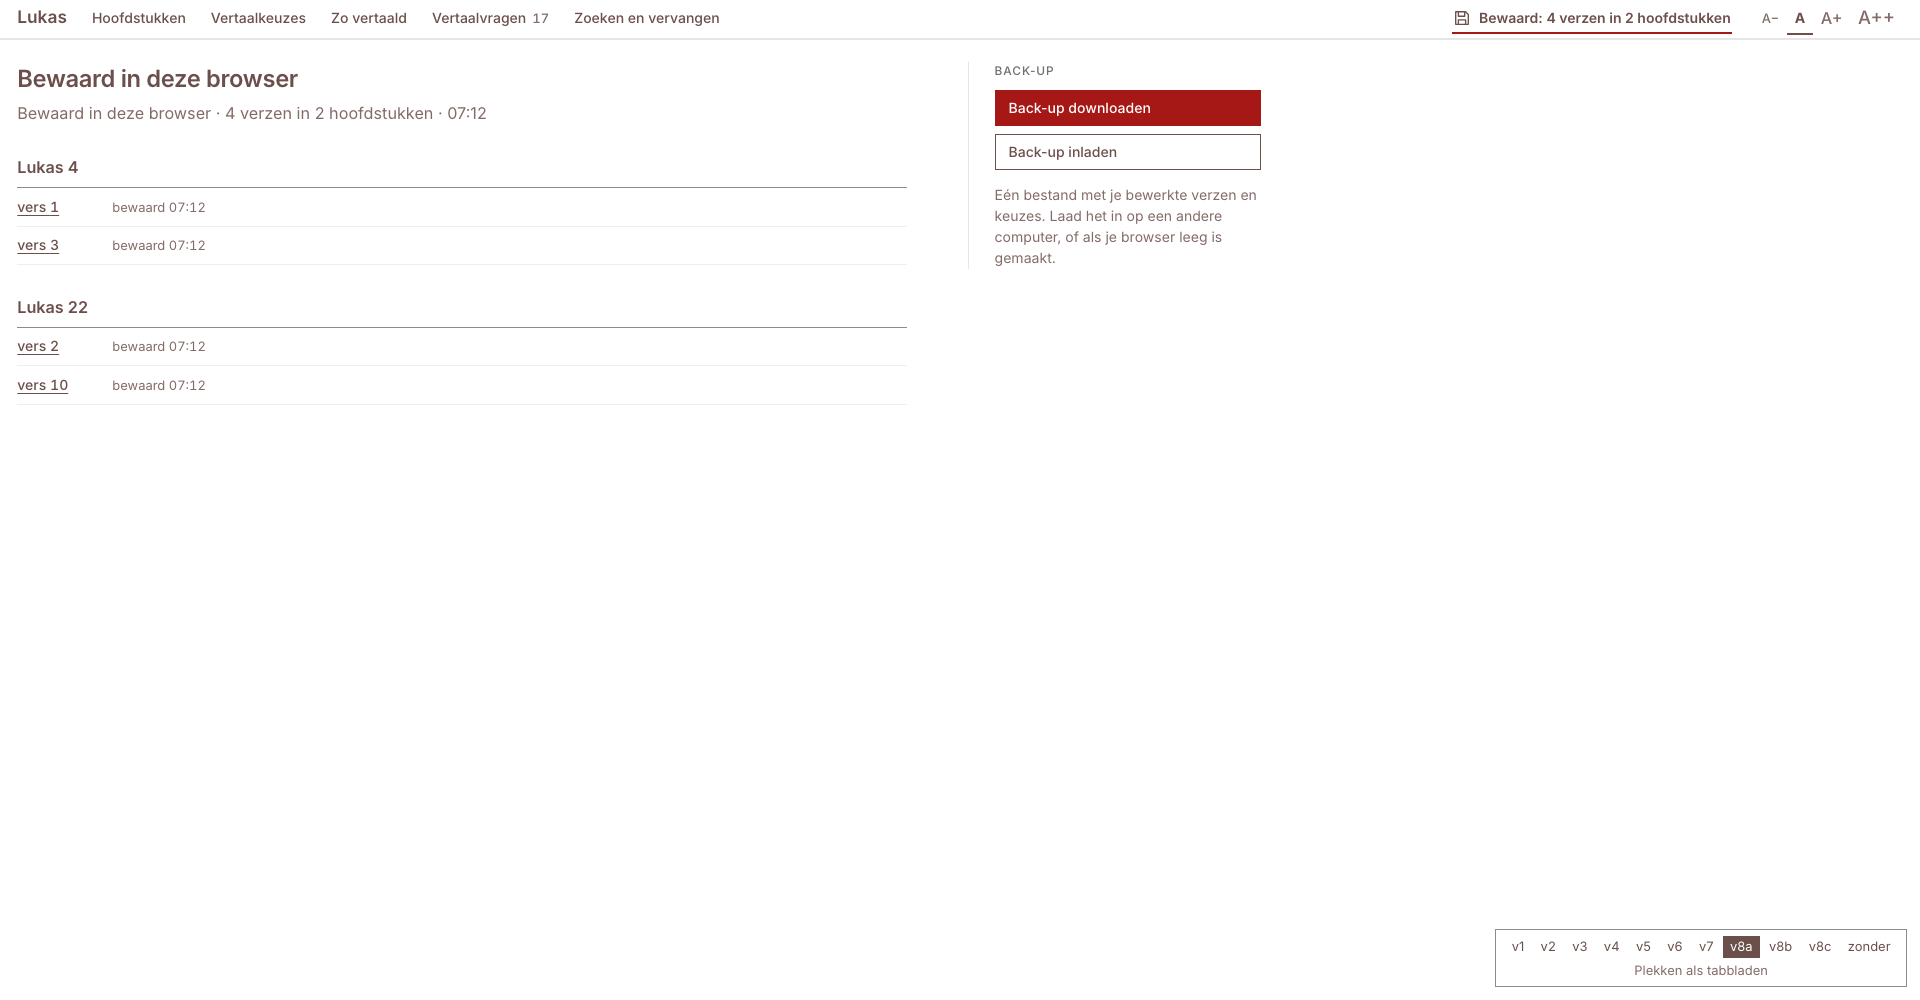 Lukas Hoofdstukken Vertaalkeuzes Zo vertaald Vertaalvragen 17 Zoeken en vervangen Bewaard: 4 verzen in 2 hoofdstukken A− A A+ A++
Bewaard in deze browser
Bewaard in deze browser · 4 verzen in 2 hoofdstukken · 07:12
Lukas 4
vers 1 bewaard 07:12
vers 3 bewaard 07:12
Lukas 22
vers 2 bewaard 07:12
vers 10 bewaard 07:12
BACK-UP
Back-up downloaden
Back-up inladen
Eén bestand met je bewerkte verzen en
keuzes. Laad het in op een andere
computer, of als je browser leeg is
gemaakt.
v1 v2 v3 v4 v5 v6 v7 v8a v8b v8c zonder
Plekken als tabbladen